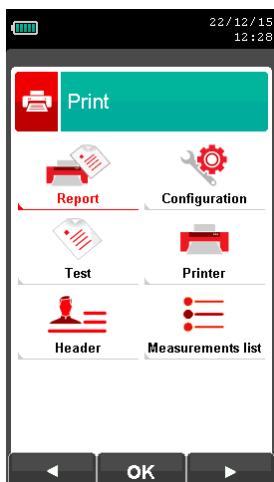 22/12/15
12:28
Print
Report
Configuration
Test
Printer
Header
Measurements list
OK